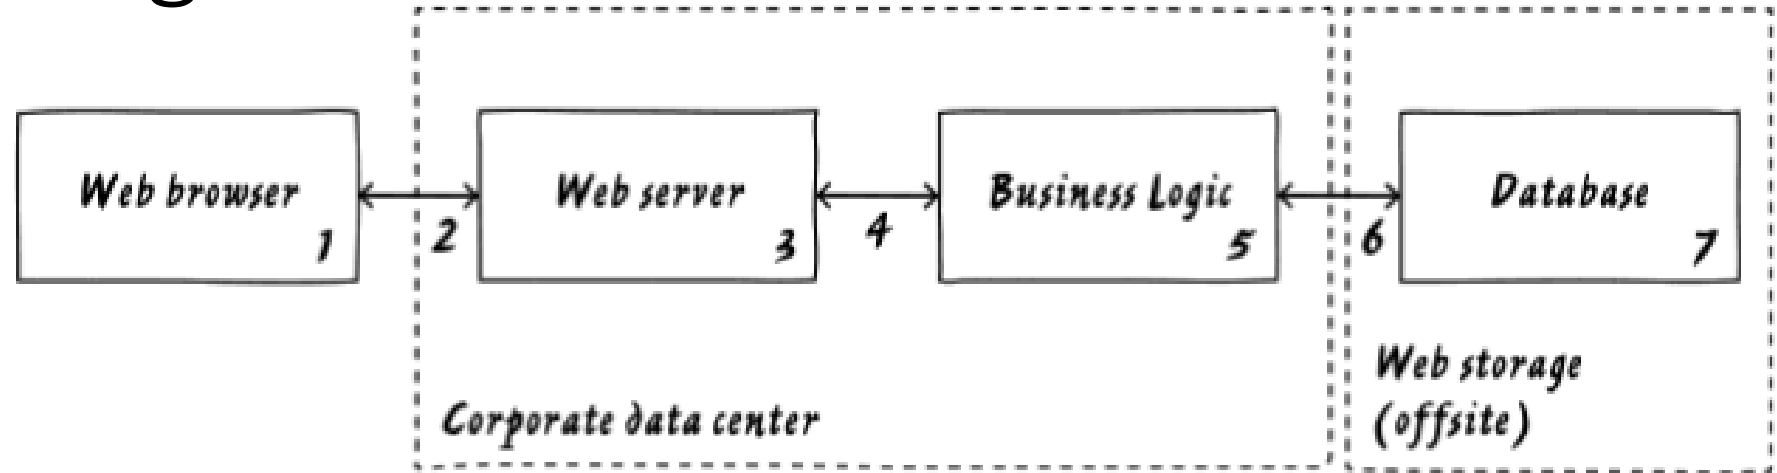 Web browser
1
2
Web server
3
4
Business Logic
5
6
Database
7
Corporate data center
Web storage
(offsite)